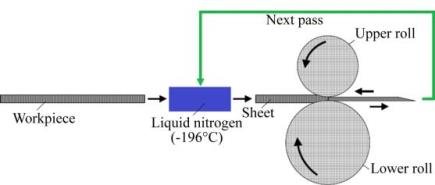 Next pass
Upper roll
Workpiece
Liquid nitrogen
(-196°C)
Sheet
Lower roll